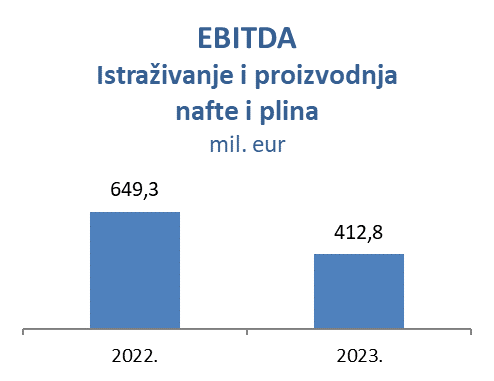 EBITDA
Istraživanje i proizvodnja
nafte i plina
mil. eur
649,3
412,8
2022.
2023.